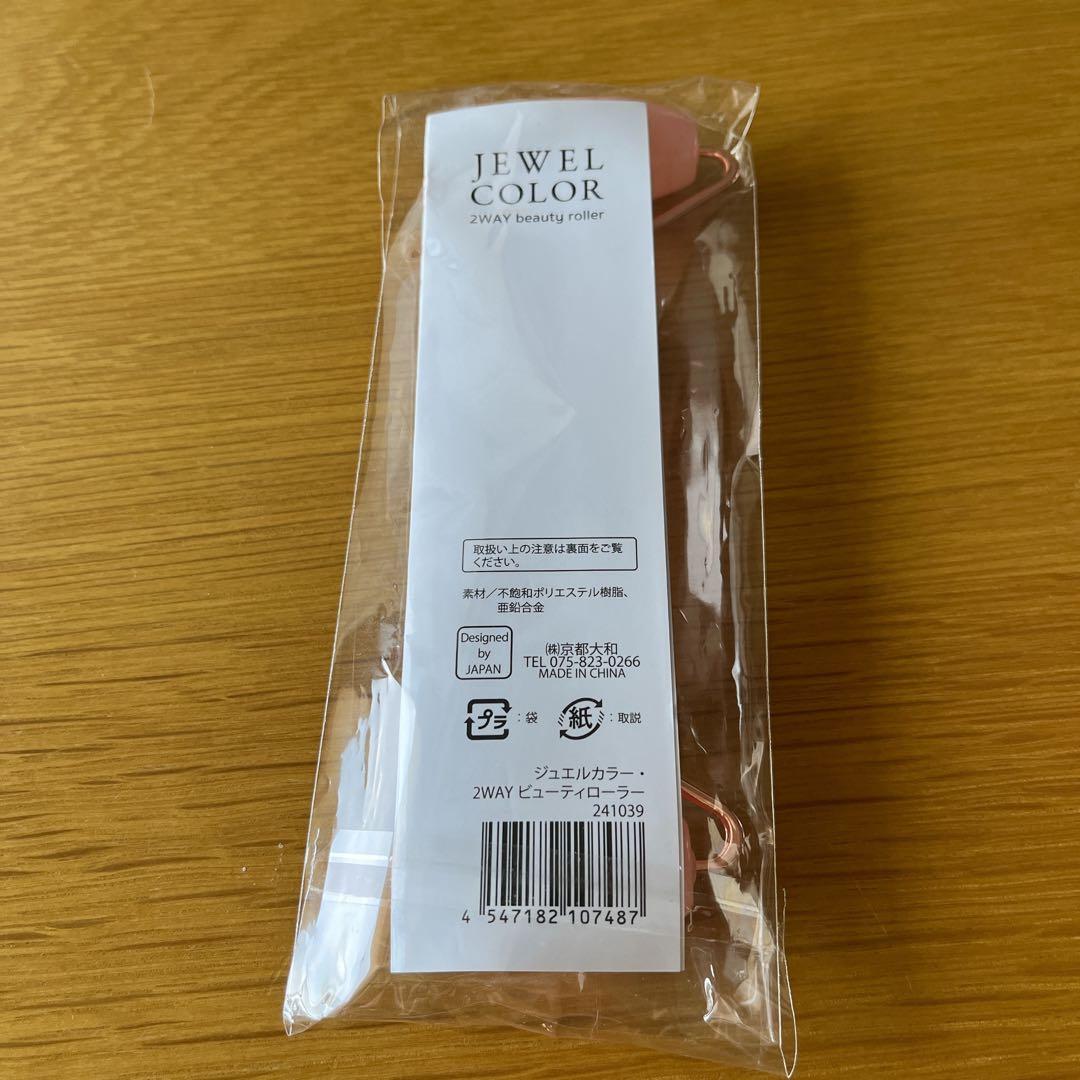 JEWEL
COLOR
2WAY beauty roller
取扱い上の注意は裏面をご覧
ください。
素材／不飽和ポリエステル樹脂、
亜鉛合金
Designed
by
JAPAN
㈱京都大和
TEL 075-823-0266
MADE IN CHINA
プラ：袋
紙：取説
ジュエルカラー・
2WAY ビューティローラー
241039
4 547182 107487